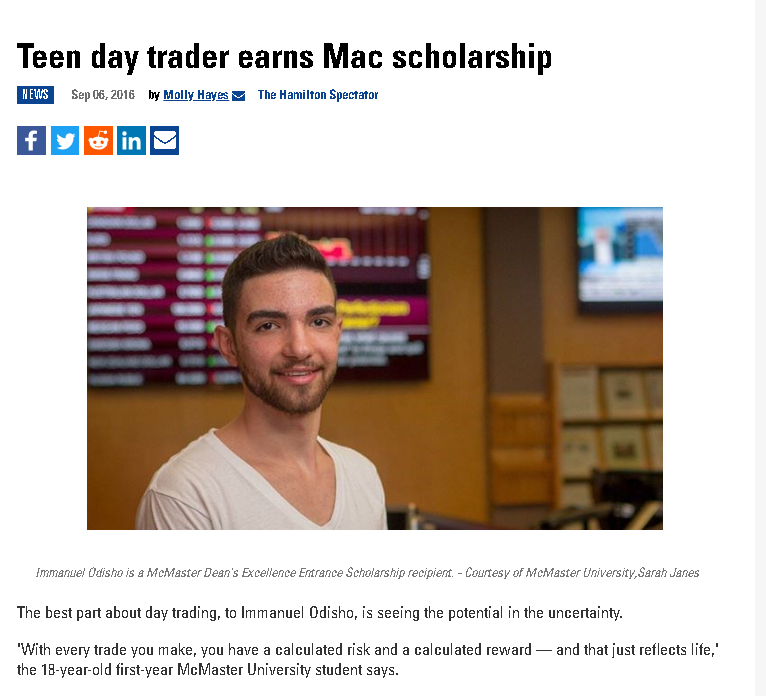 Teen day trader earns Mac scholarship
NEWS Sep 06, 2016 by Molly Hayes The Hamilton Spectator
Immanuel Odisho is a McMaster Dean's Excellence Entrance Scholarship recipient. - Courtesy of McMaster University,Sarah Janes
The best part about day trading, to Immanuel Odisho, is seeing the potential in the uncertainty.
"With every trade you make, you have a calculated risk and a calculated reward — and that just reflects life,"
the 18-year-old first-year McMaster University student says.